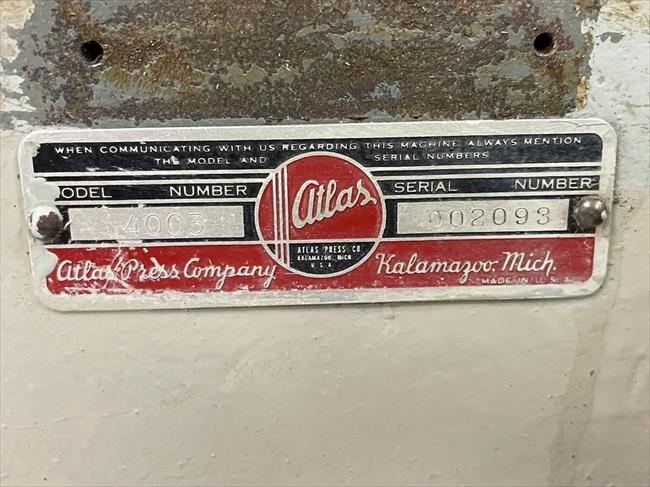 WHEN COMMUNICATING WITH US REGARDING THIS MACHINE ALWAYS MENTION
THE MODEL AND SERIAL NUMBERS
MODEL NUMBER
4003
Atlas
ATLAS PRESS CO.
KALAMAZOO, MICH.
U.S.A.
SERIAL NUMBER
002093
Atlas Press Company
Kalamazoo, Mich.
MADE IN U.S.A.